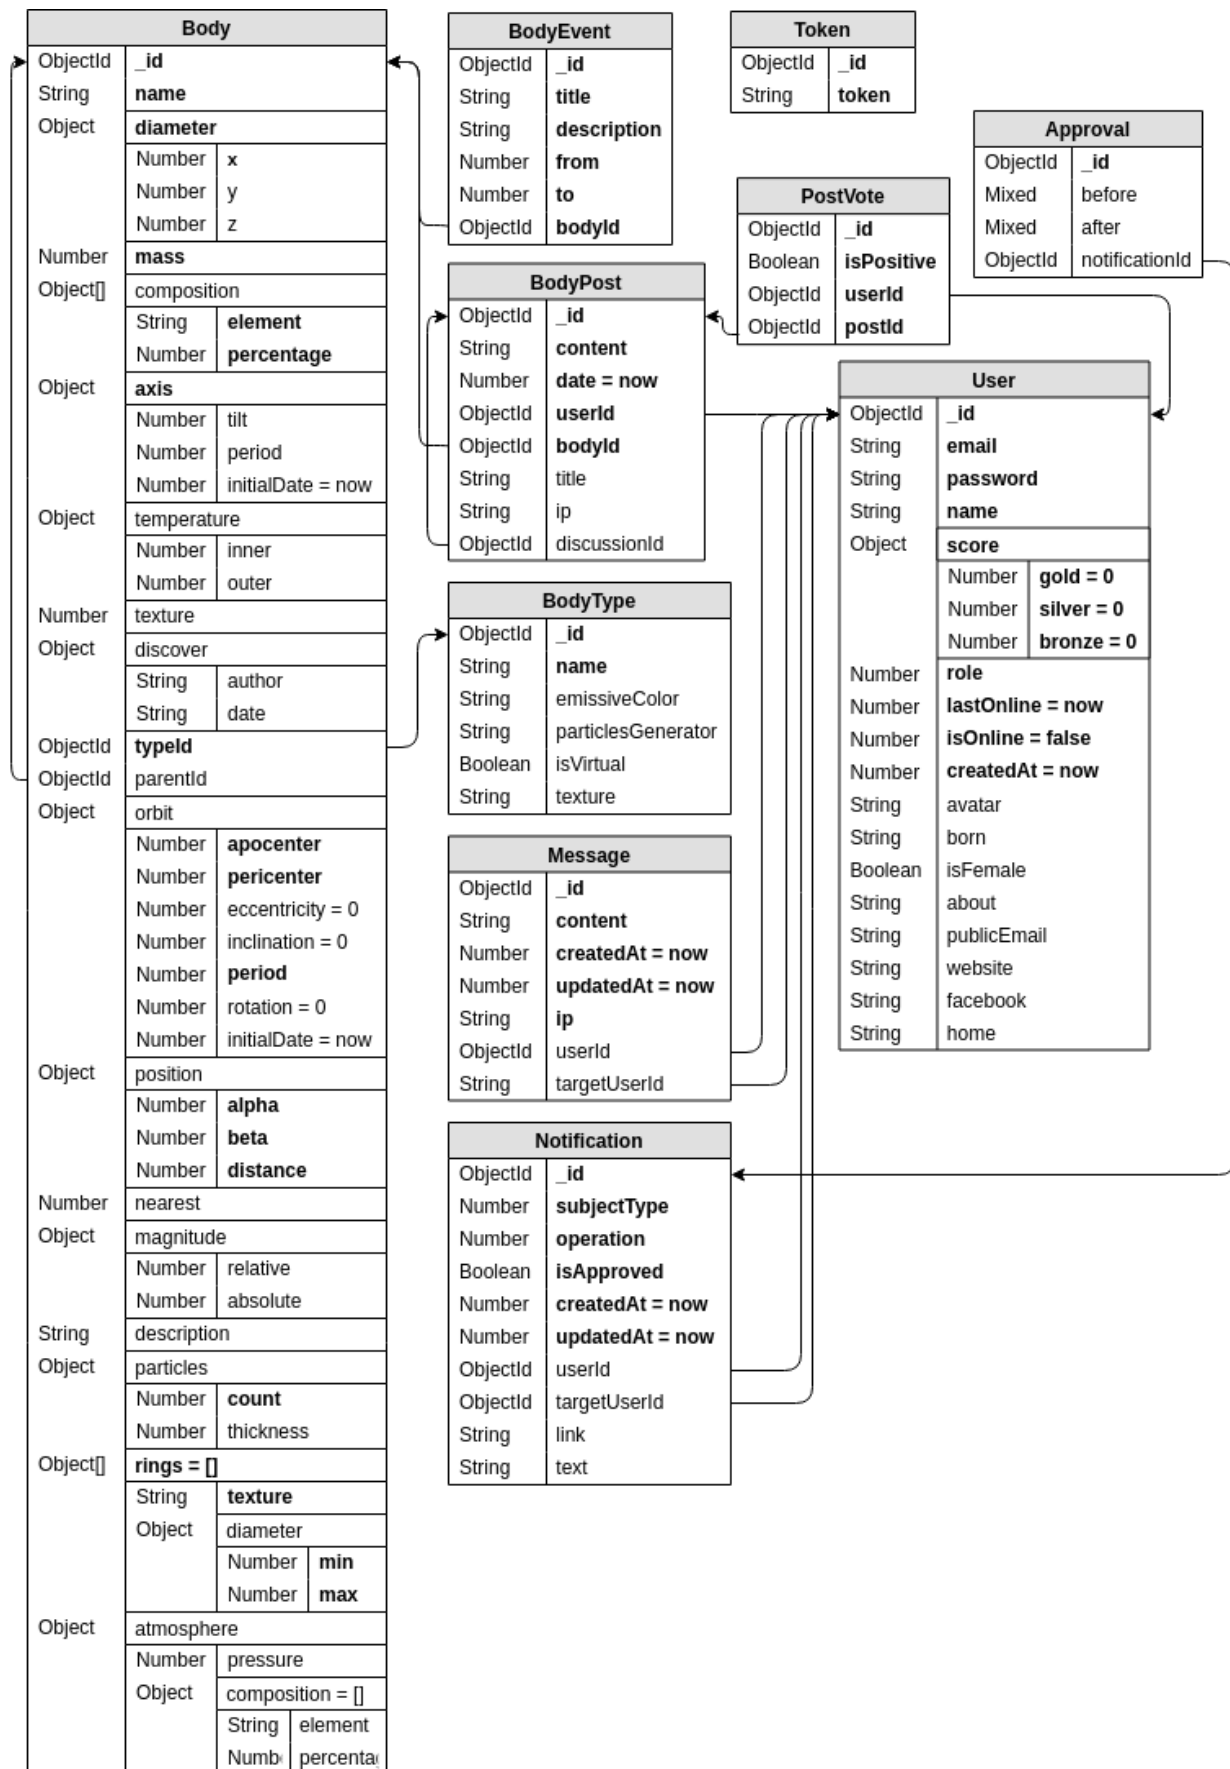 Body
ObjectId _id
String name
Object diameter
Number x
Number y
Number z
Number mass
Object[] composition
String element
Number percentage
Object axis
Number tilt
Number period
Number initialDate = now
Object temperature
Number inner
Number outer
Number texture
Object discover
String author
String date
ObjectId typeId
ObjectId parentId
Object orbit
Number apocenter
Number pericenter
Number eccentricity = 0
Number inclination = 0
Number period
Number rotation = 0
Number initialDate = now
Object position
Number alpha
Number beta
Number distance
Number nearest
Object magnitude
Number relative
Number absolute
String description
Object particles
Number count
Number thickness
Object[] rings = []
String texture
Object diameter
Number min
Number max
Object atmosphere
Number pressure
Object composition = []
String element
BodyEvent
ObjectId _id
String title
String description
Number from
Number to
ObjectId bodyId
BodyPost
ObjectId _id
String content
Number date = now
ObjectId userId
ObjectId bodyId
String title
String ip
ObjectId discussionId
BodyType
ObjectId _id
String name
String emissiveColor
String particlesGenerator
Boolean isVirtual
String texture
Message
ObjectId _id
String content
Number createdAt = now
Number updatedAt = now
String ip
ObjectId userId
String targetUserId
Notification
ObjectId _id
Number subjectType
Number operation
Boolean isApproved
Number createdAt = now
Number updatedAt = now
ObjectId userId
ObjectId targetUserId
String link
String text
Token
ObjectId _id
String token
PostVote
ObjectId _id
Boolean isPositive
ObjectId userId
ObjectId postId
Approval
ObjectId _id
Mixed before
Mixed after
ObjectId notificationId
User
ObjectId _id
String email
String password
String name
Object score
Number gold = 0
Number silver = 0
Number bronze = 0
Number role
Number lastOnline = now
Number isOnline = false
Number createdAt = now
String avatar
String born
Boolean isFemale
String about
String publicEmail
String website
String facebook
String home